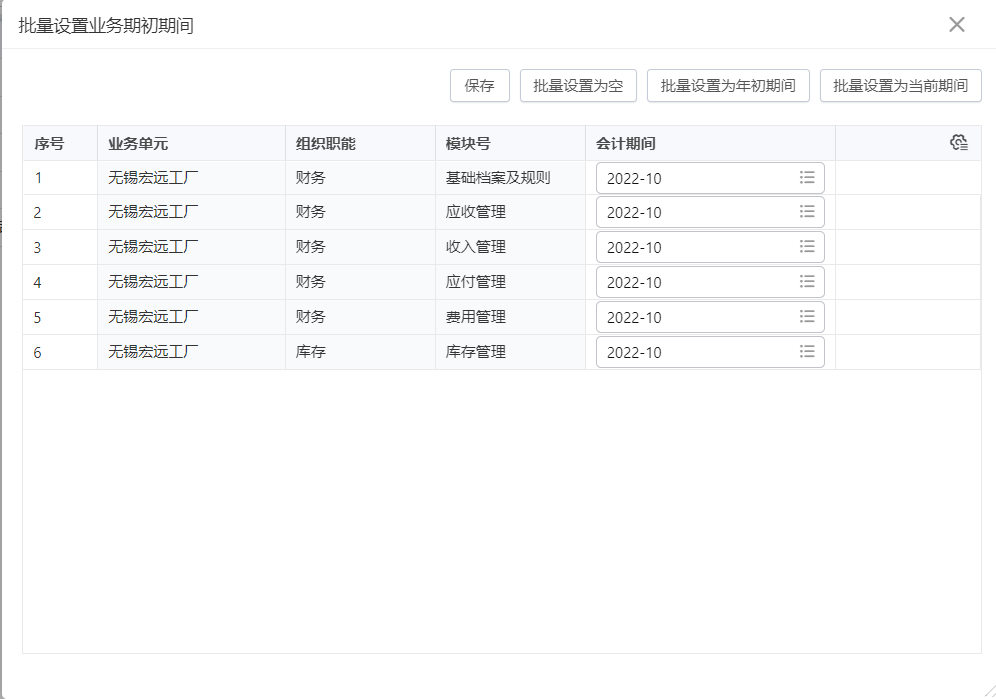 批量设置业务期初期间
保存 批量设置为空 批量设置为年初期间 批量设置为当前期间
序号 业务单元 组织职能 模块号 会计期间
1 无锡宏远工厂 财务 基础档案及规则 2022-10
2 无锡宏远工厂 财务 应收管理 2022-10
3 无锡宏远工厂 财务 收入管理 2022-10
4 无锡宏远工厂 财务 应付管理 2022-10
5 无锡宏远工厂 财务 费用管理 2022-10
6 无锡宏远工厂 库存 库存管理 2022-10